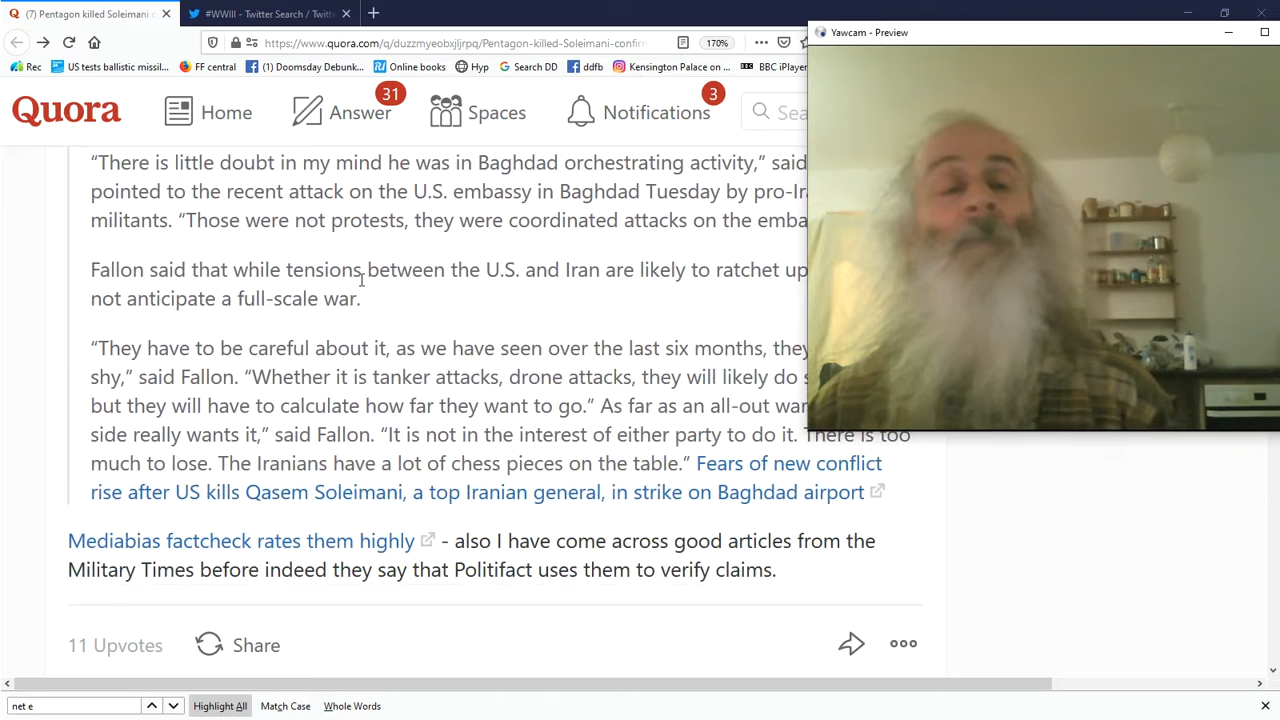 (7) Pentagon killed Soleimani c
#WWIII - Twitter Search / Twitte
https://www.quora.com/q/duzzmyeobxjljrpq/Pentagon-killed-Soleimani-confir
170%
Rec
US tests ballistic missil...
FF central
(1) Doomsday Debunk...
Online books
Hyp
Search DD
ddfb
Kensington Palace on ...
BBC iPlayer
Yawcam - Preview
Quora
Home
Answer
31
Spaces
Notifications
3
Sea
“There is little doubt in my mind he was in Baghdad orchestrating activity,” said
pointed to the recent attack on the U.S. embassy in Baghdad Tuesday by pro-Ira
militants. “Those were not protests, they were coordinated attacks on the emba
Fallon said that while tensions between the U.S. and Iran are likely to ratchet up
not anticipate a full-scale war.
“They have to be careful about it, as we have seen over the last six months, they
shy,” said Fallon. “Whether it is tanker attacks, drone attacks, they will likely do s
but they will have to calculate how far they want to go.” As far as an all-out war
side really wants it,” said Fallon. “It is not in the interest of either party to do it. There is too
much to lose. The Iranians have a lot of chess pieces on the table.” Fears of new conflict
rise after US kills Qasem Soleimani, a top Iranian general, in strike on Baghdad airport
Mediabias factcheck rates them highly - also I have come across good articles from the
Military Times before indeed they say that Politifact uses them to verify claims.
11 Upvotes
Share
net e
Highlight All
Match Case
Whole Words